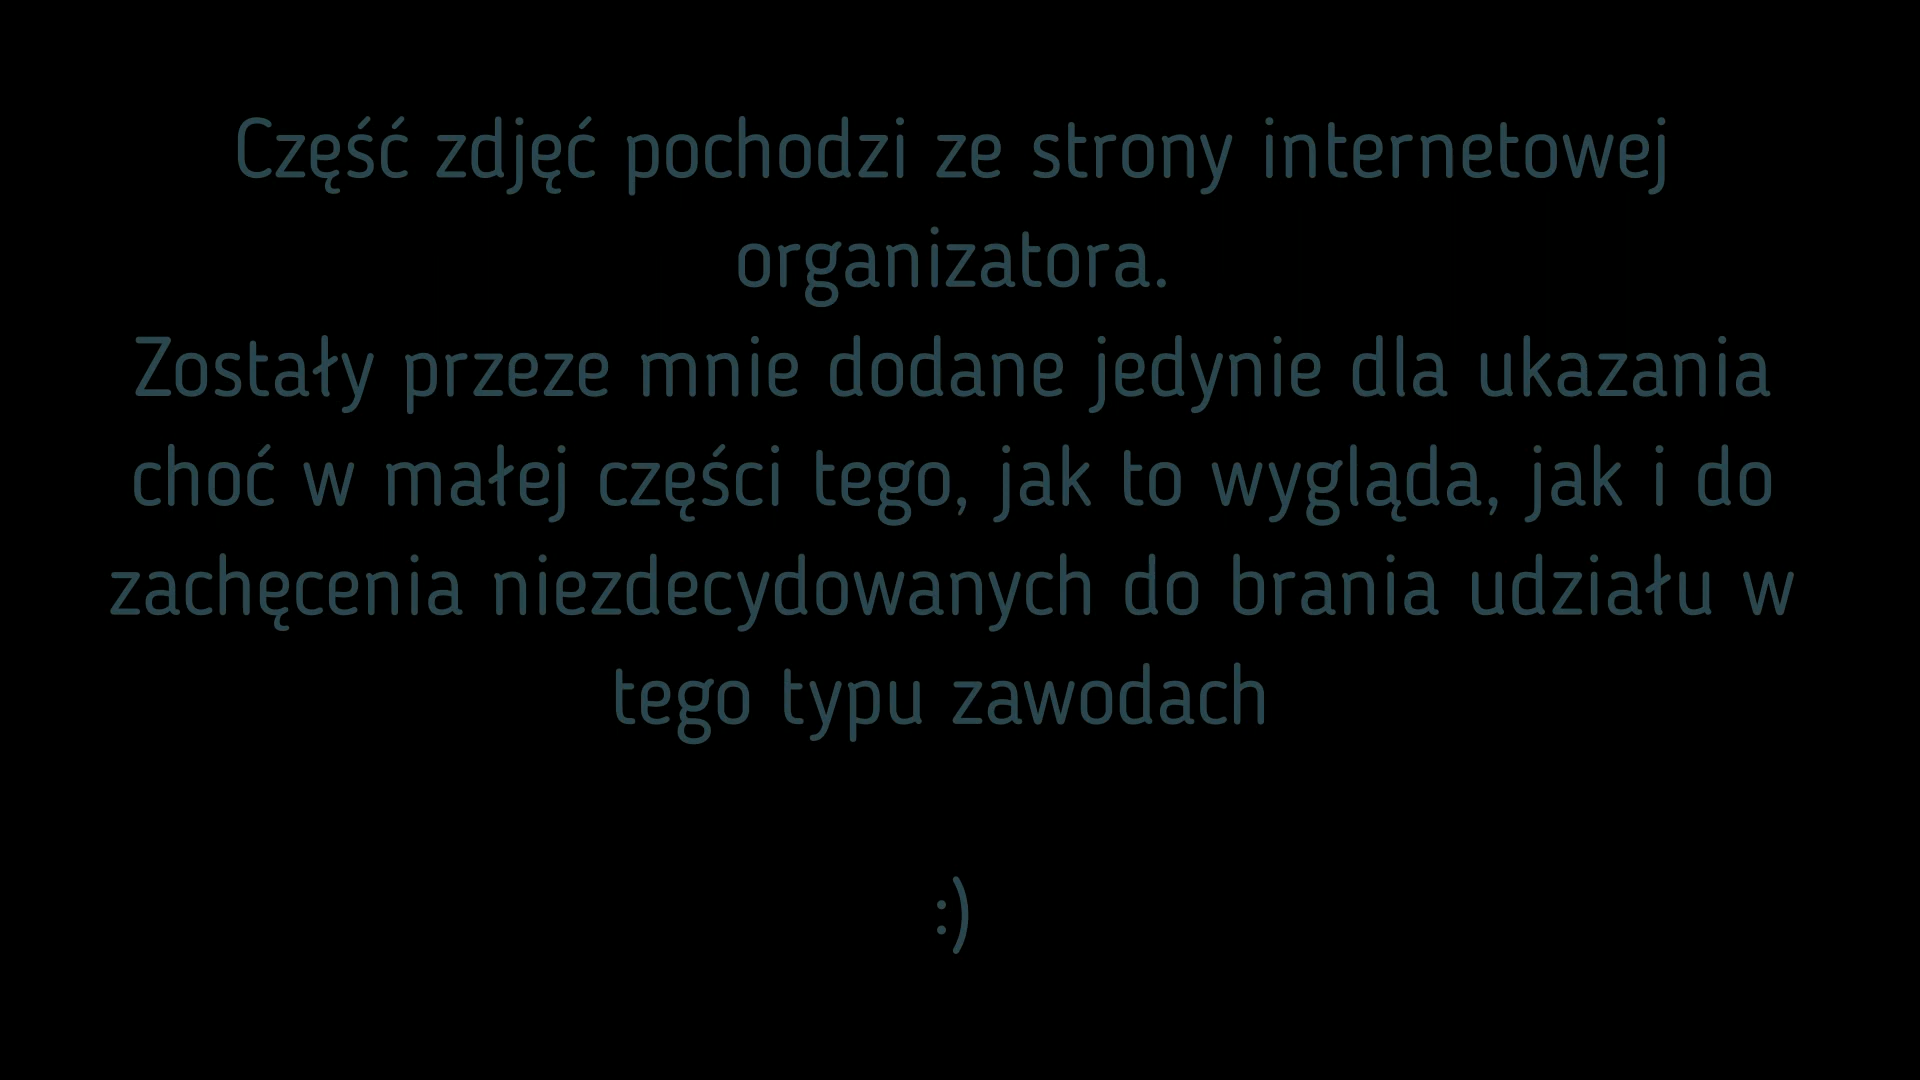 Część zdjęć pochodzi ze strony internetowej
organizatora.
Zostały przeze mnie dodane jedynie dla ukazania
choć w małej części tego, jak to wygląda, jak i do
zachęcenia niezdecydowanych do brania udziału w
tego typu zawodach
:)